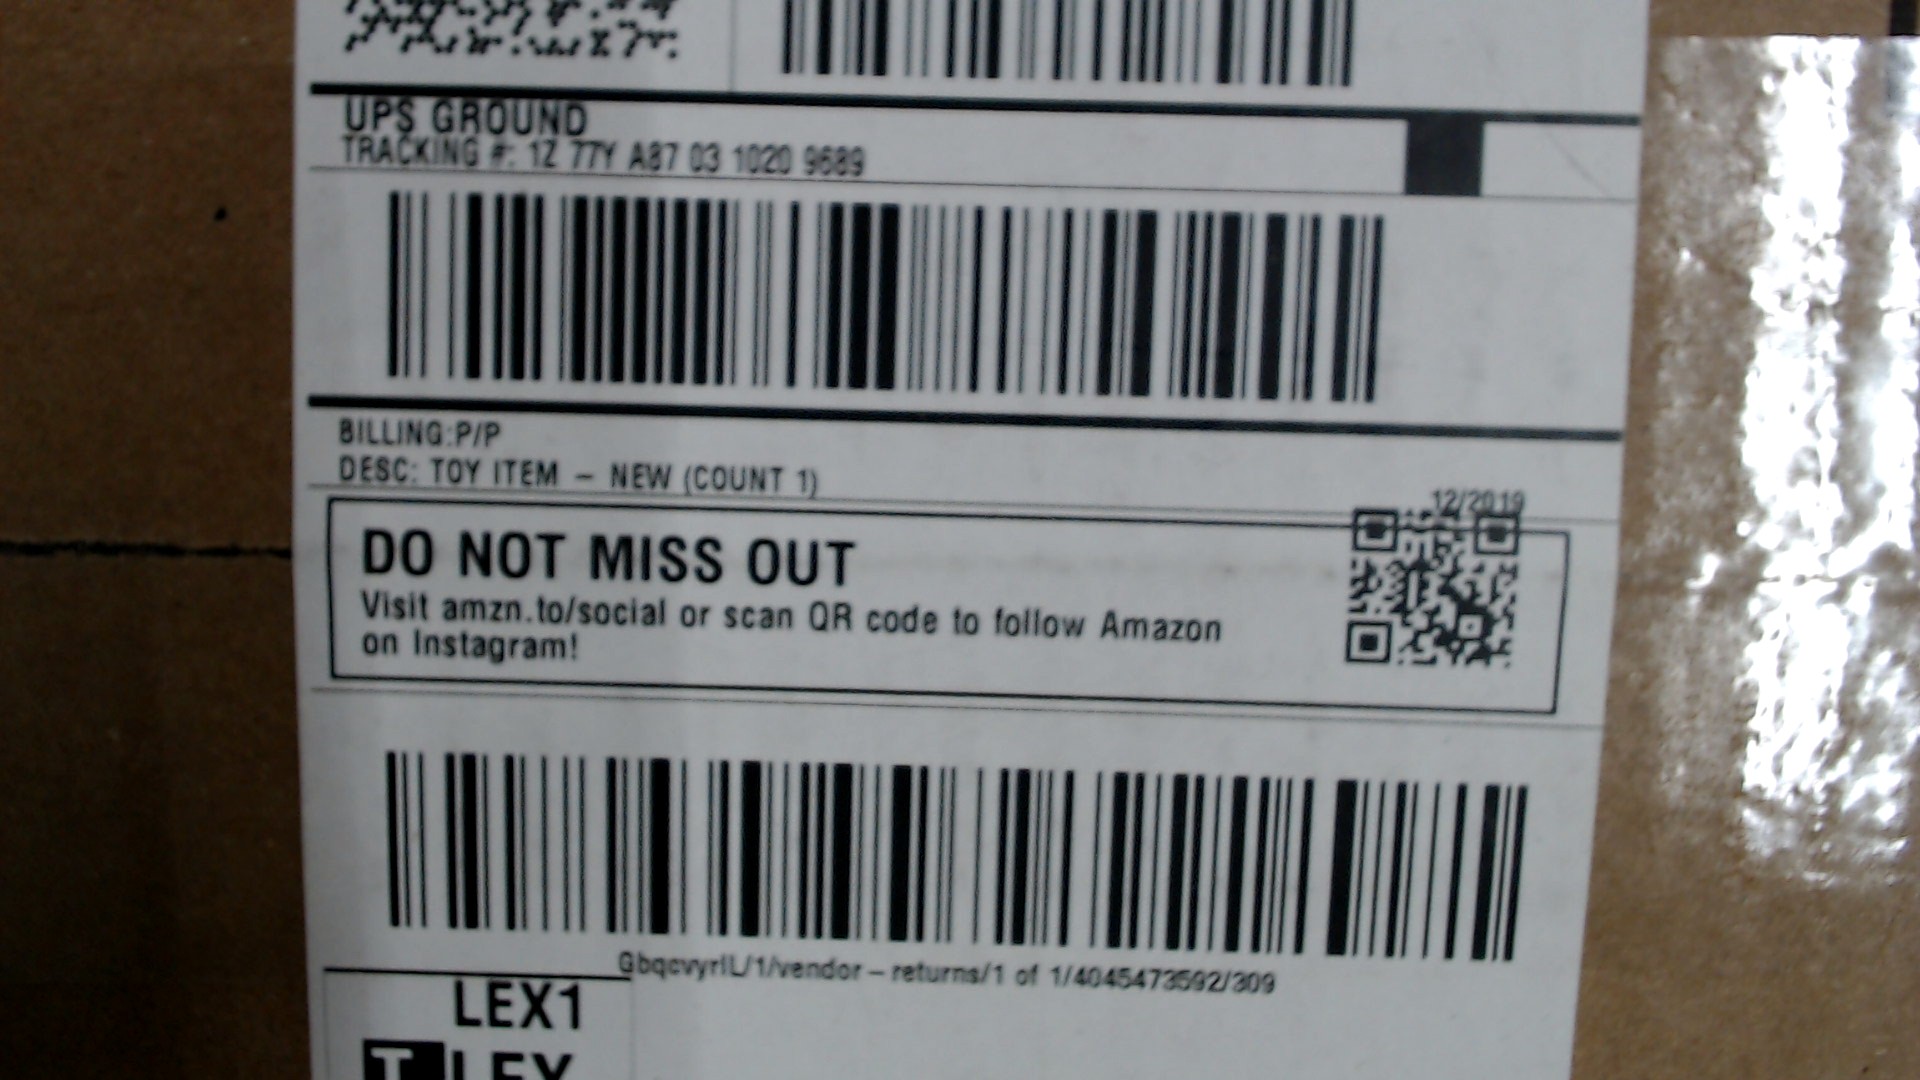 UPS GROUND
TRACKING #: 1Z 77Y A87 03 1020 9689
BILLING:P/P
DESC: TOY ITEM – NEW (COUNT 1)
12/2019
DO NOT MISS OUT
Visit amzn.to/social or scan QR code to follow Amazon
on Instagram!
GbqcvyrlL/1/vendor – returns/1 of 1/4045473592/309
LEX1
T LEX